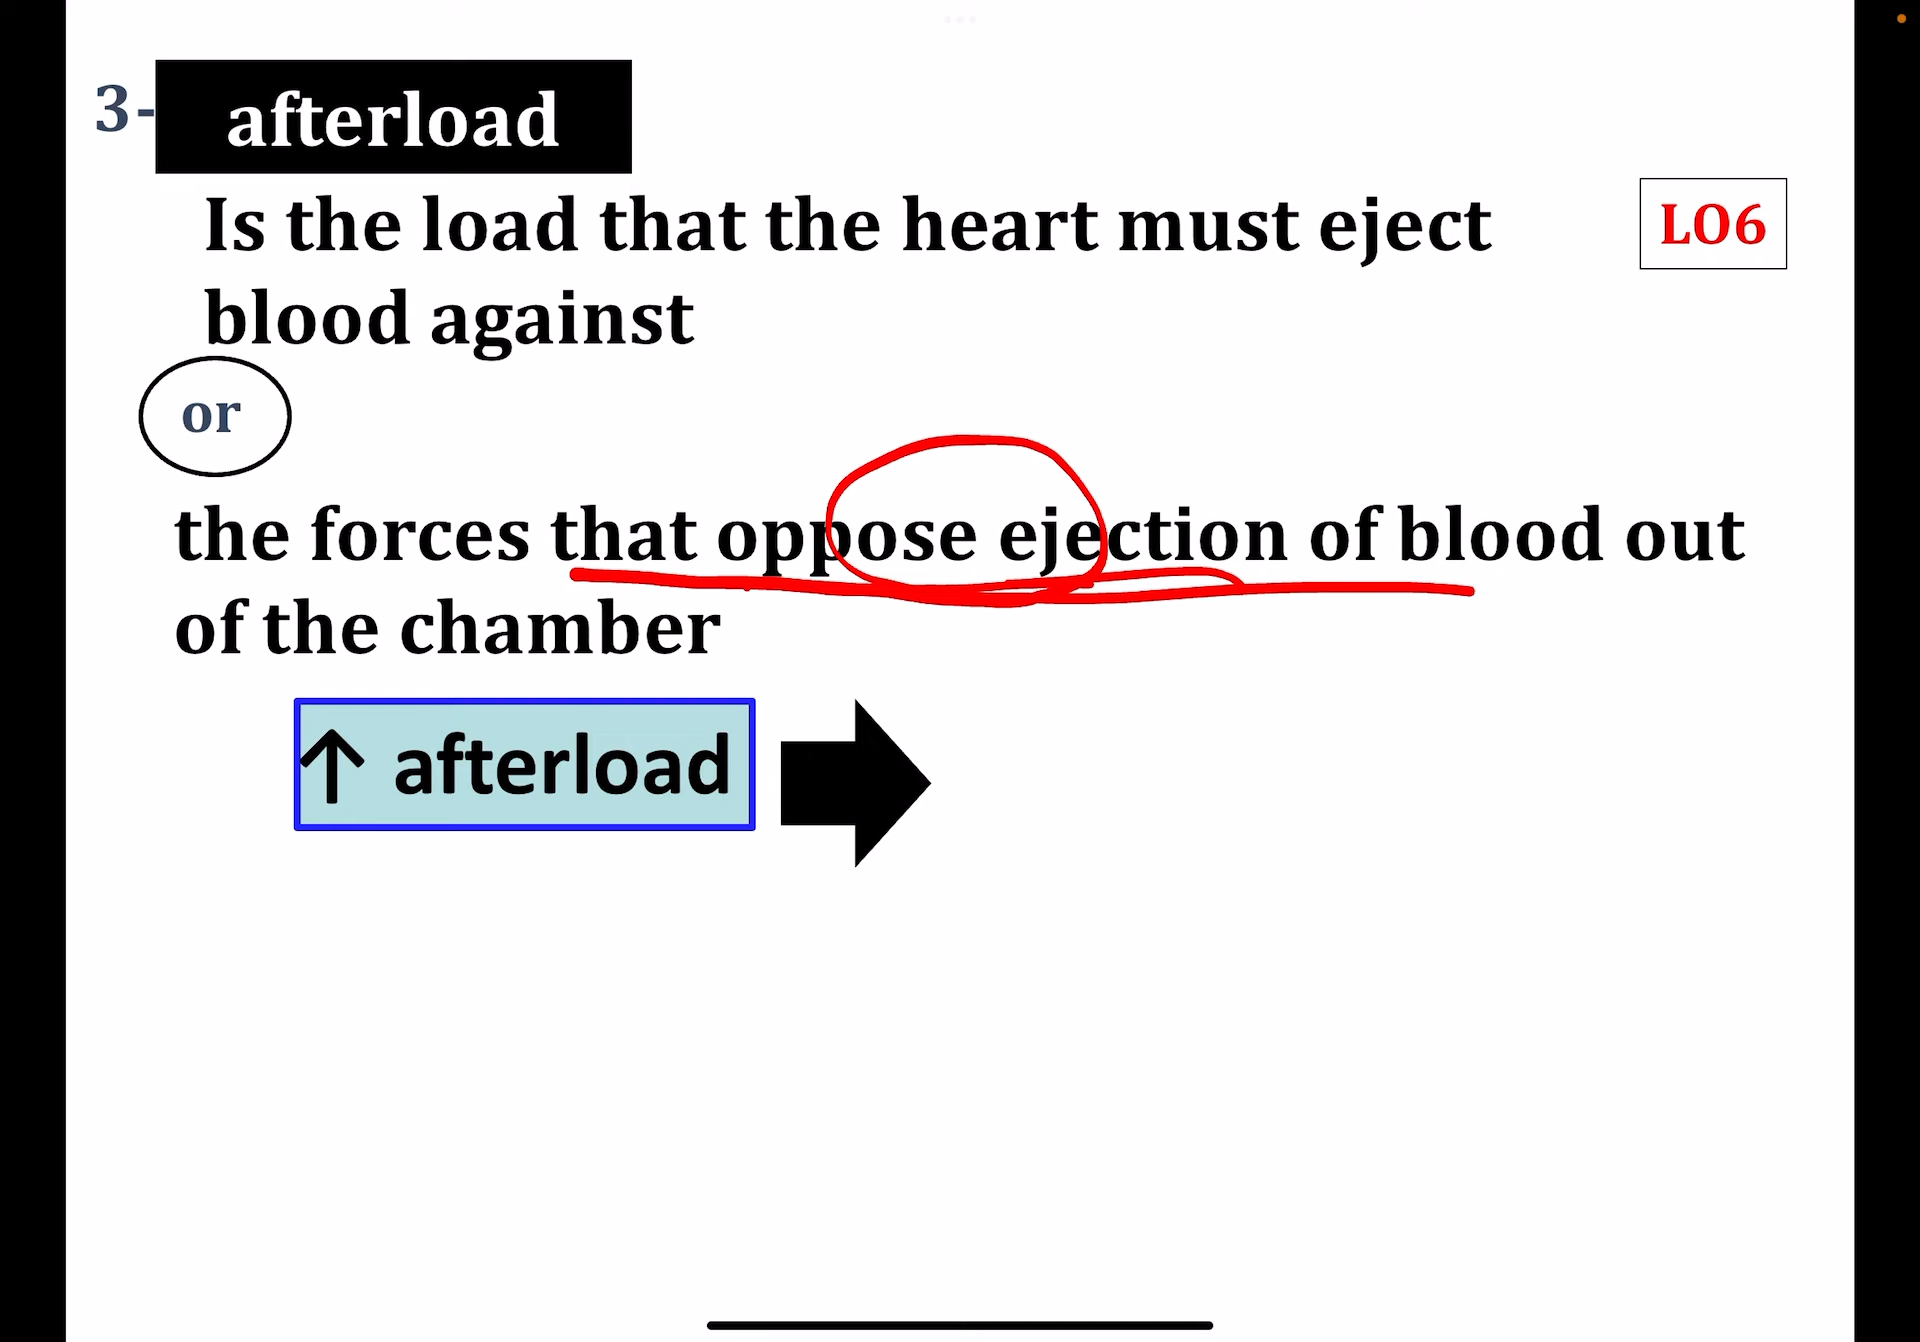 3- afterload
Is the load that the heart must eject
LO6
blood against
or
the forces that oppose ejection of blood out
of the chamber
↑ afterload